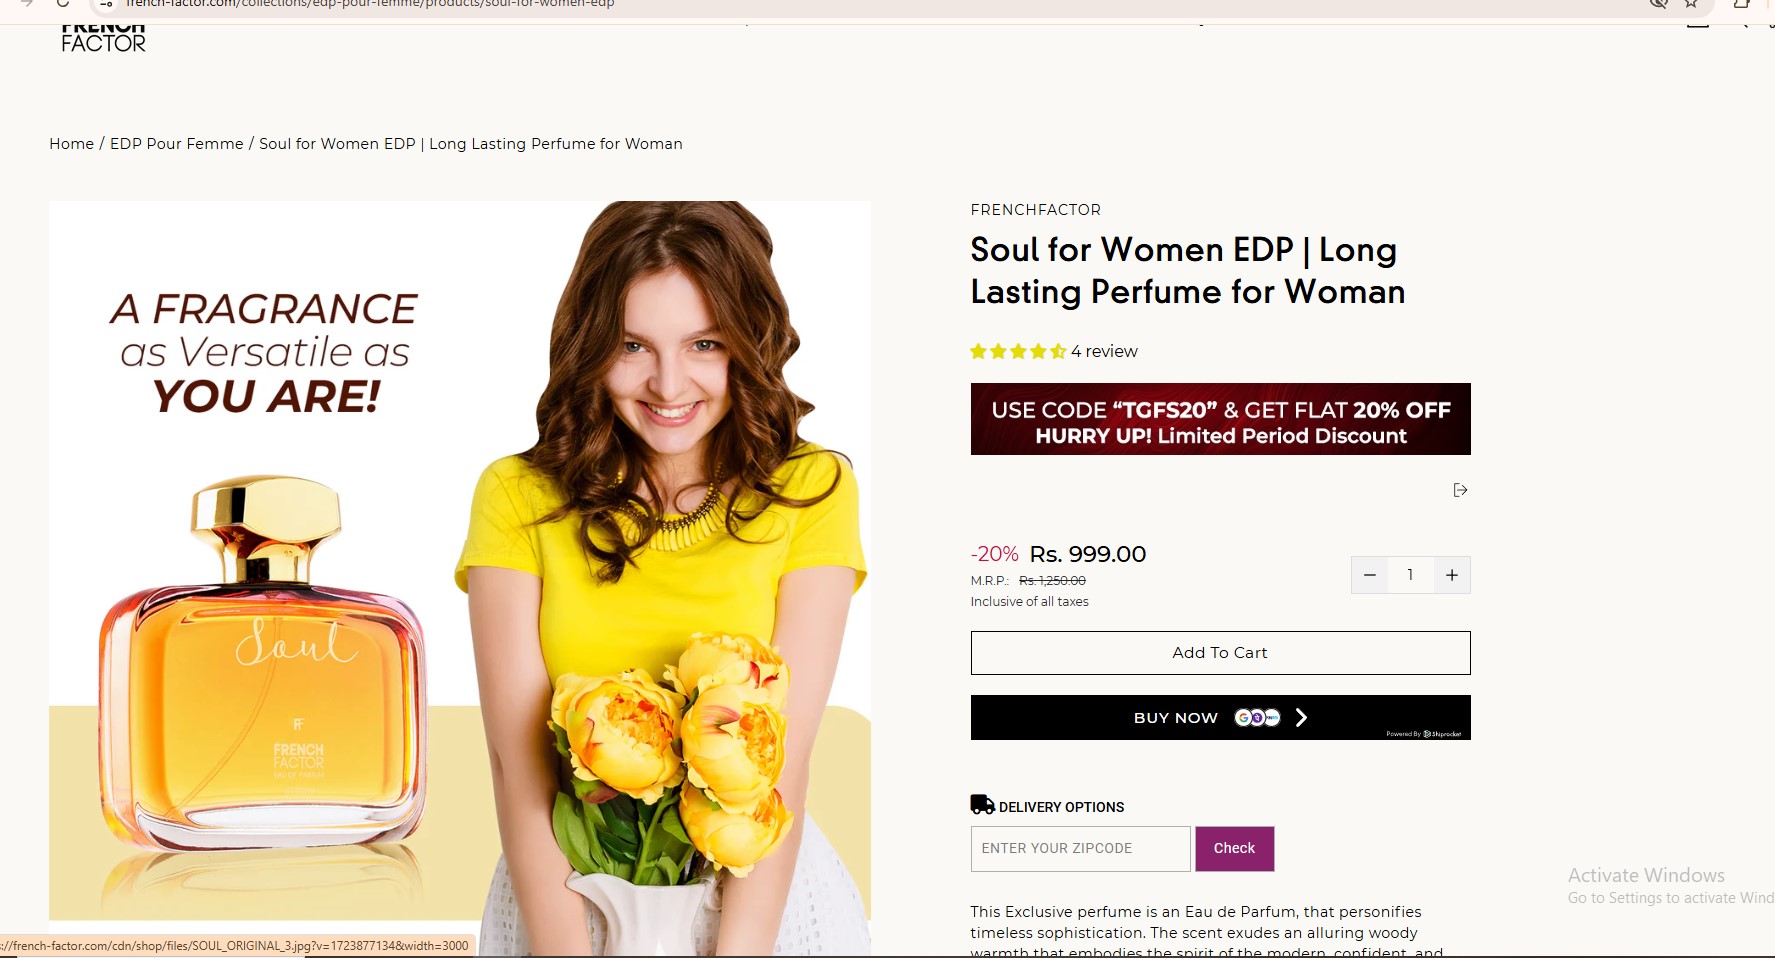 french-factor.com/collections/edp-pour-femme/products/soul-for-women-edp
FRENCH
FACTOR
Home / EDP Pour Femme / Soul for Women EDP | Long Lasting Perfume for Woman
A FRAGRANCE
as Versatile as
YOU ARE!
Soul
FF
FRENCH
FACTOR
EAU DE PARFUM
FRENCHFACTOR
Soul for Women EDP | Long
Lasting Perfume for Woman
4 review
USE CODE “TGFS20” & GET FLAT 20% OFF
HURRY UP! Limited Period Discount
-20% Rs. 999.00
M.R.P.: Rs. 1,250.00
Inclusive of all taxes
− 1 +
Add To Cart
BUY NOW
Powered By Shiprocket
DELIVERY OPTIONS
ENTER YOUR ZIPCODE
Check
This Exclusive perfume is an Eau de Parfum, that personifies
timeless sophistication. The scent exudes an alluring woody
warmth that embodies the spirit of the modern, confident, and
Activate Windows
Go to Settings to activate Wind
s://french-factor.com/cdn/shop/files/SOUL_ORIGINAL_3.jpg?v=1723877134&width=3000